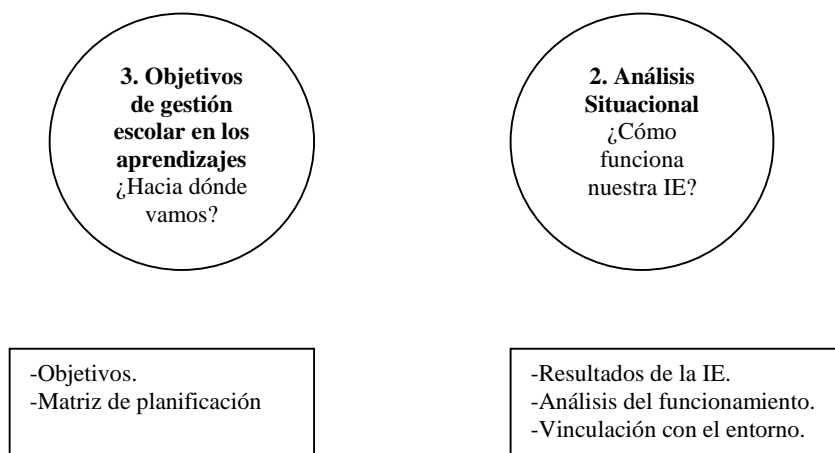 3. Objetivos
de gestión
escolar en los
aprendizajes
¿Hacia dónde
vamos?
2. Análisis
Situacional
¿Cómo
funciona
nuestra IE?
-Objetivos.
-Matriz de planificación
-Resultados de la IE.
-Análisis del funcionamiento.
-Vinculación con el entorno.